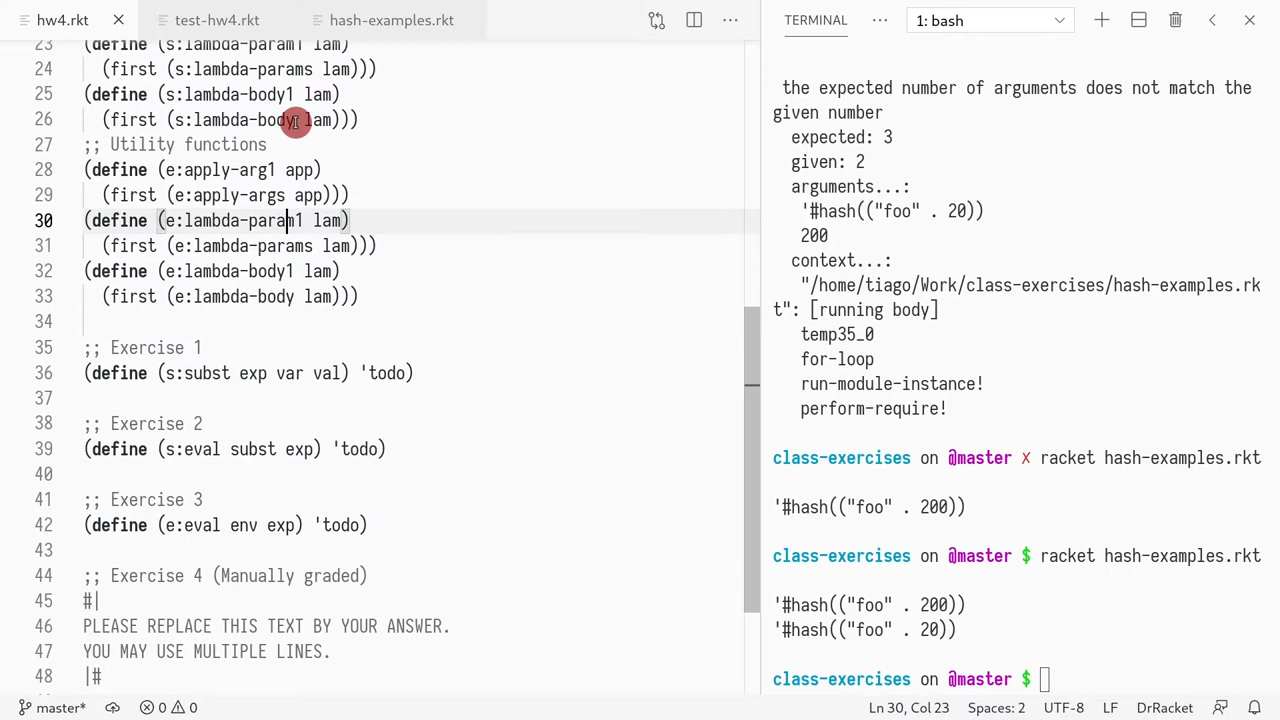 hw4.rkt
test-hw4.rkt
hash-examples.rkt
23 (define (s:lambda-param1 lam)
24 (first (s:lambda-params lam)))
25 (define (s:lambda-body1 lam)
26 (first (s:lambda-body lam)))
27 ;; Utility functions
28 (define (e:apply-arg1 app)
29 (first (e:apply-args app)))
30 (define (e:lambda-param1 lam)
31 (first (e:lambda-params lam)))
32 (define (e:lambda-body1 lam)
33 (first (e:lambda-body lam)))
34
35 ;; Exercise 1
36 (define (s:subst exp var val) 'todo)
37
38 ;; Exercise 2
39 (define (s:eval subst exp) 'todo)
40
41 ;; Exercise 3
42 (define (e:eval env exp) 'todo)
43
44 ;; Exercise 4 (Manually graded)
45 #|
46 PLEASE REPLACE THIS TEXT BY YOUR ANSWER.
47 YOU MAY USE MULTIPLE LINES.
48 |#
TERMINAL
1: bash
the expected number of arguments does not match the
given number
expected: 3
given: 2
arguments...:
'#hash(("foo" . 20))
200
context...:
"/home/tiago/Work/class-exercises/hash-examples.rk
t": [running body]
temp35_0
for-loop
run-module-instance!
perform-require!
class-exercises on @master ✗ racket hash-examples.rkt
'#hash(("foo" . 200))
class-exercises on @master $ racket hash-examples.rkt
'#hash(("foo" . 200))
'#hash(("foo" . 20))
class-exercises on @master $
master* 0 0 Ln 30, Col 23 Spaces: 2 UTF-8 LF DrRacket